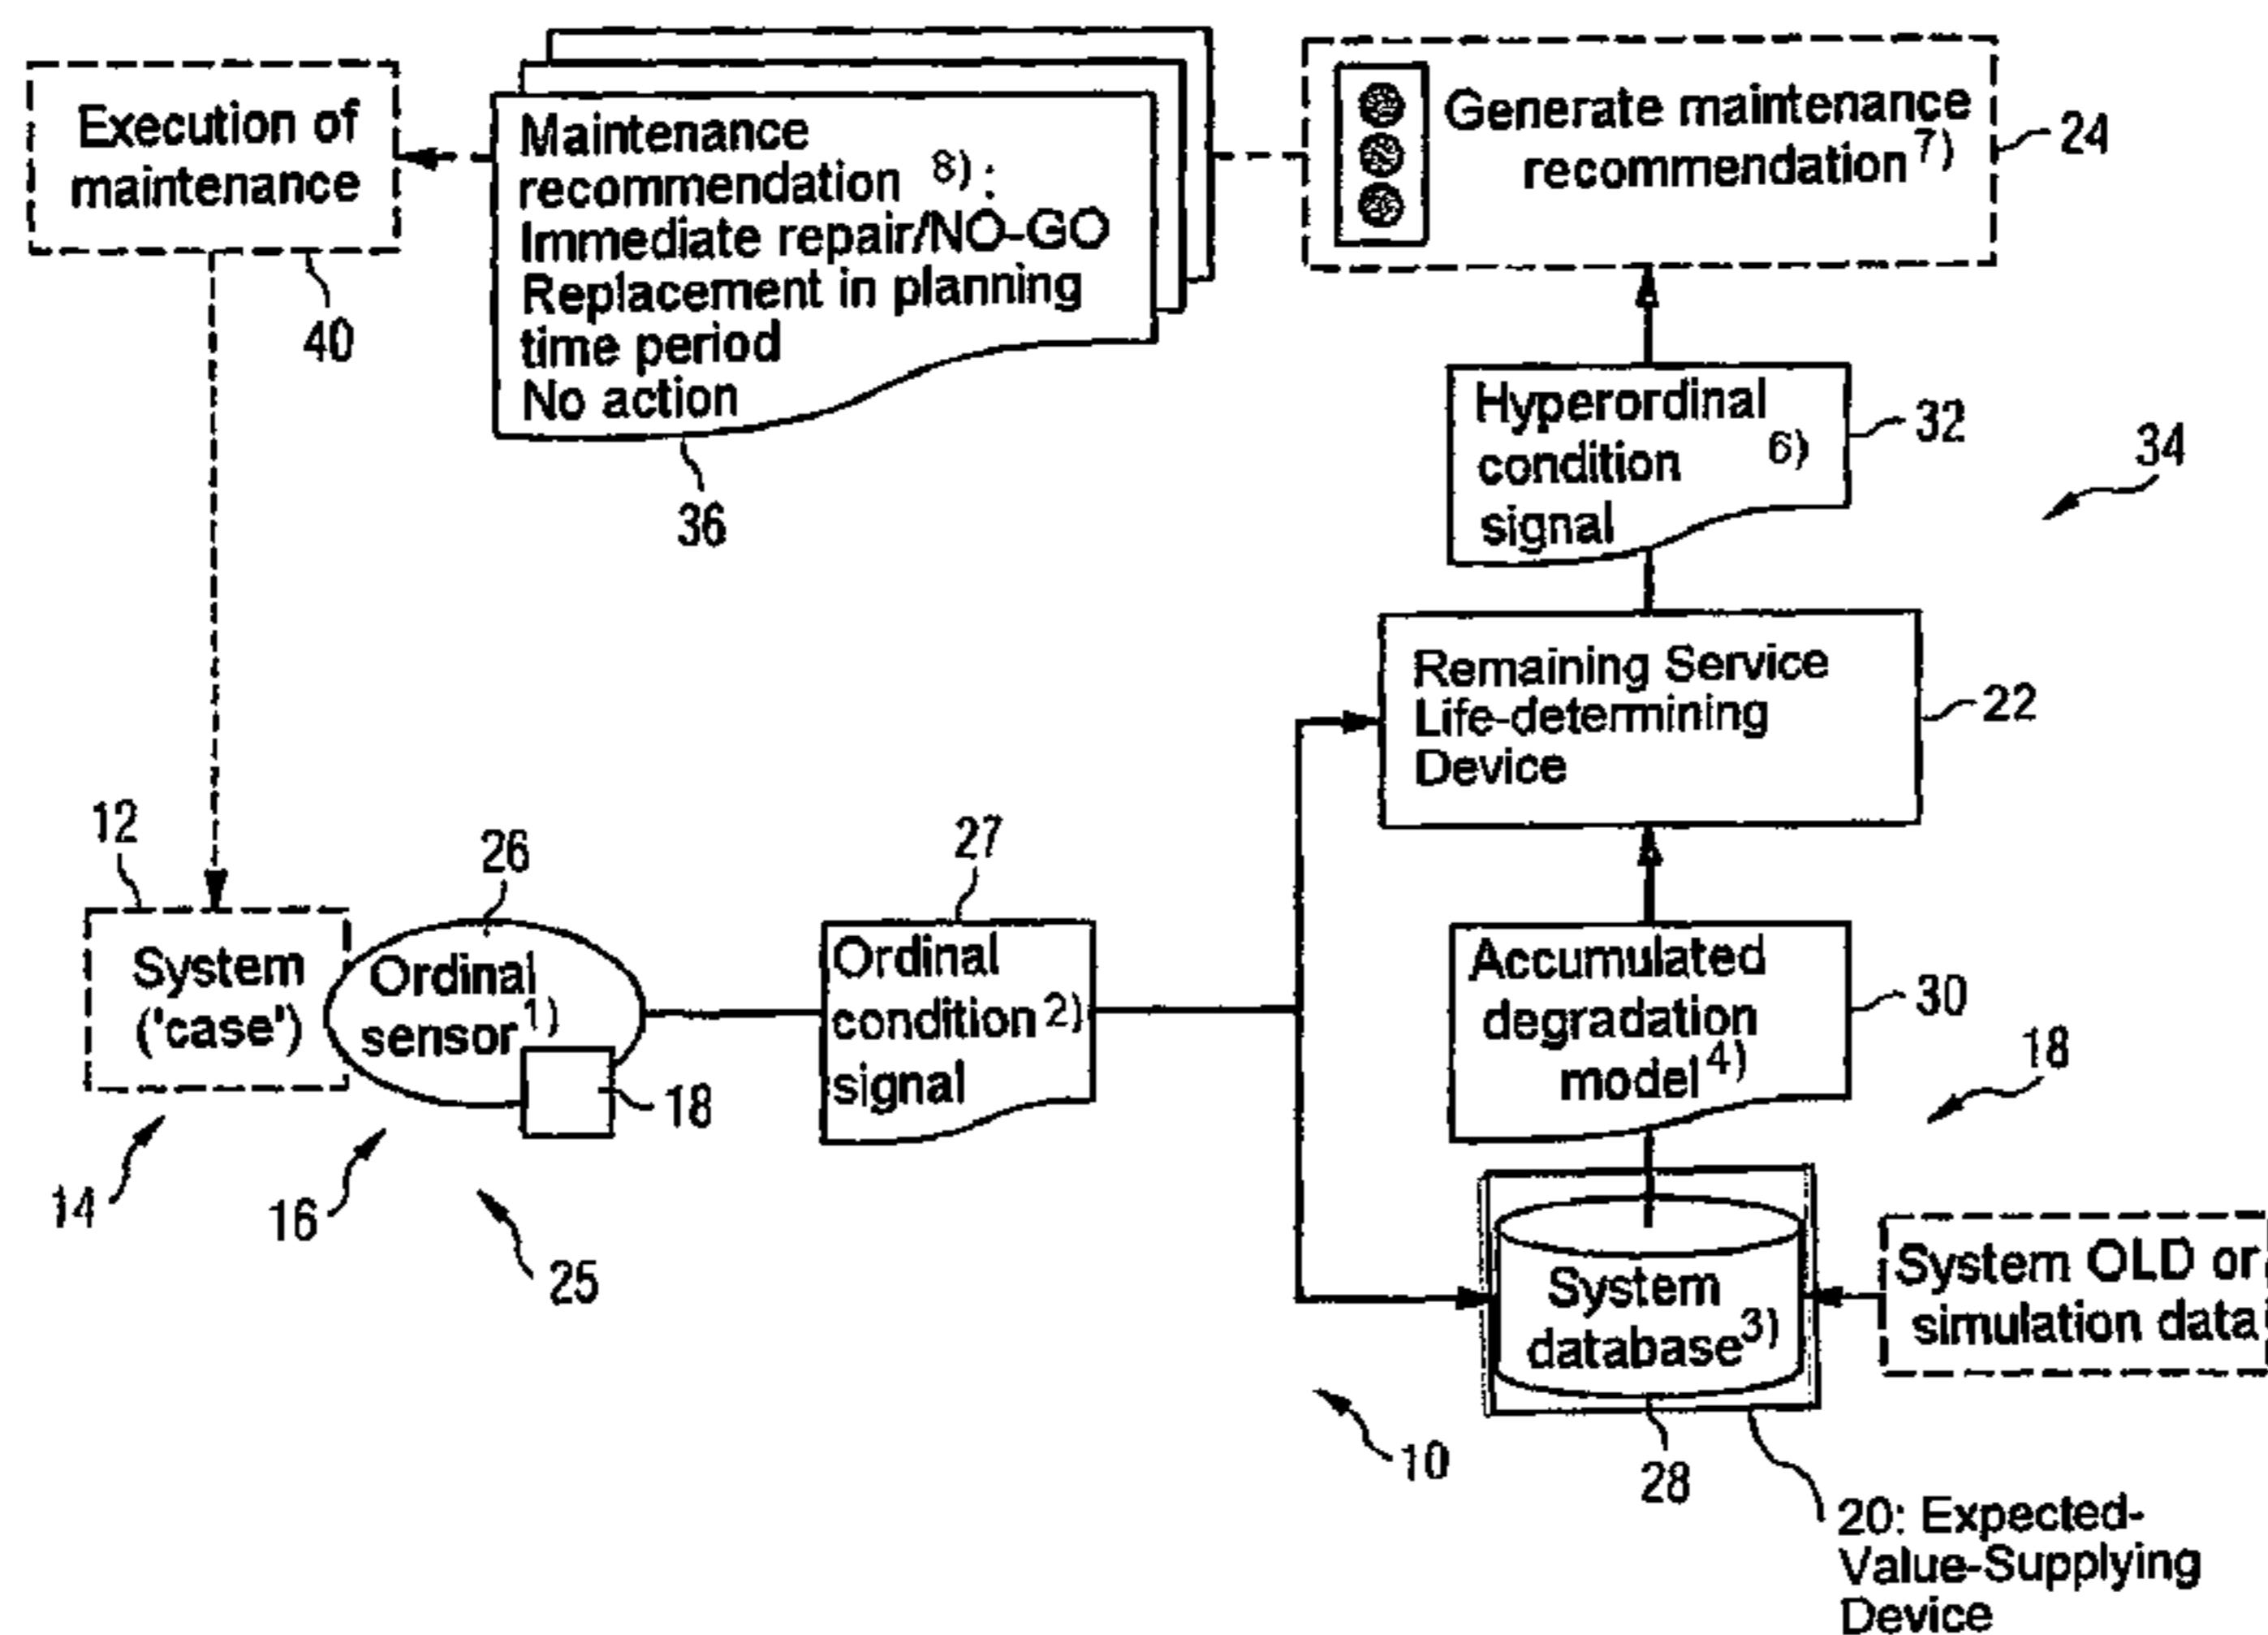 Execution of
maintenance
40
Maintenance
recommendation 8) :
Immediate repair/NO-GO
Replacement in planning
time period
No action
36
Generate maintenance
recommendation 7)
24
Hyperordinal
condition 6)
signal
32
34
Remaining Service
Life-determining
Device
22
12
System
('case')
14
26
Ordinal
sensor 1)
18
16
25
27
Ordinal
condition 2)
signal
Accumulated
degradation
model 4)
30
18
System
database 3)
28
System OLD or
simulation data
10
20: Expected-
Value-Supplying
Device